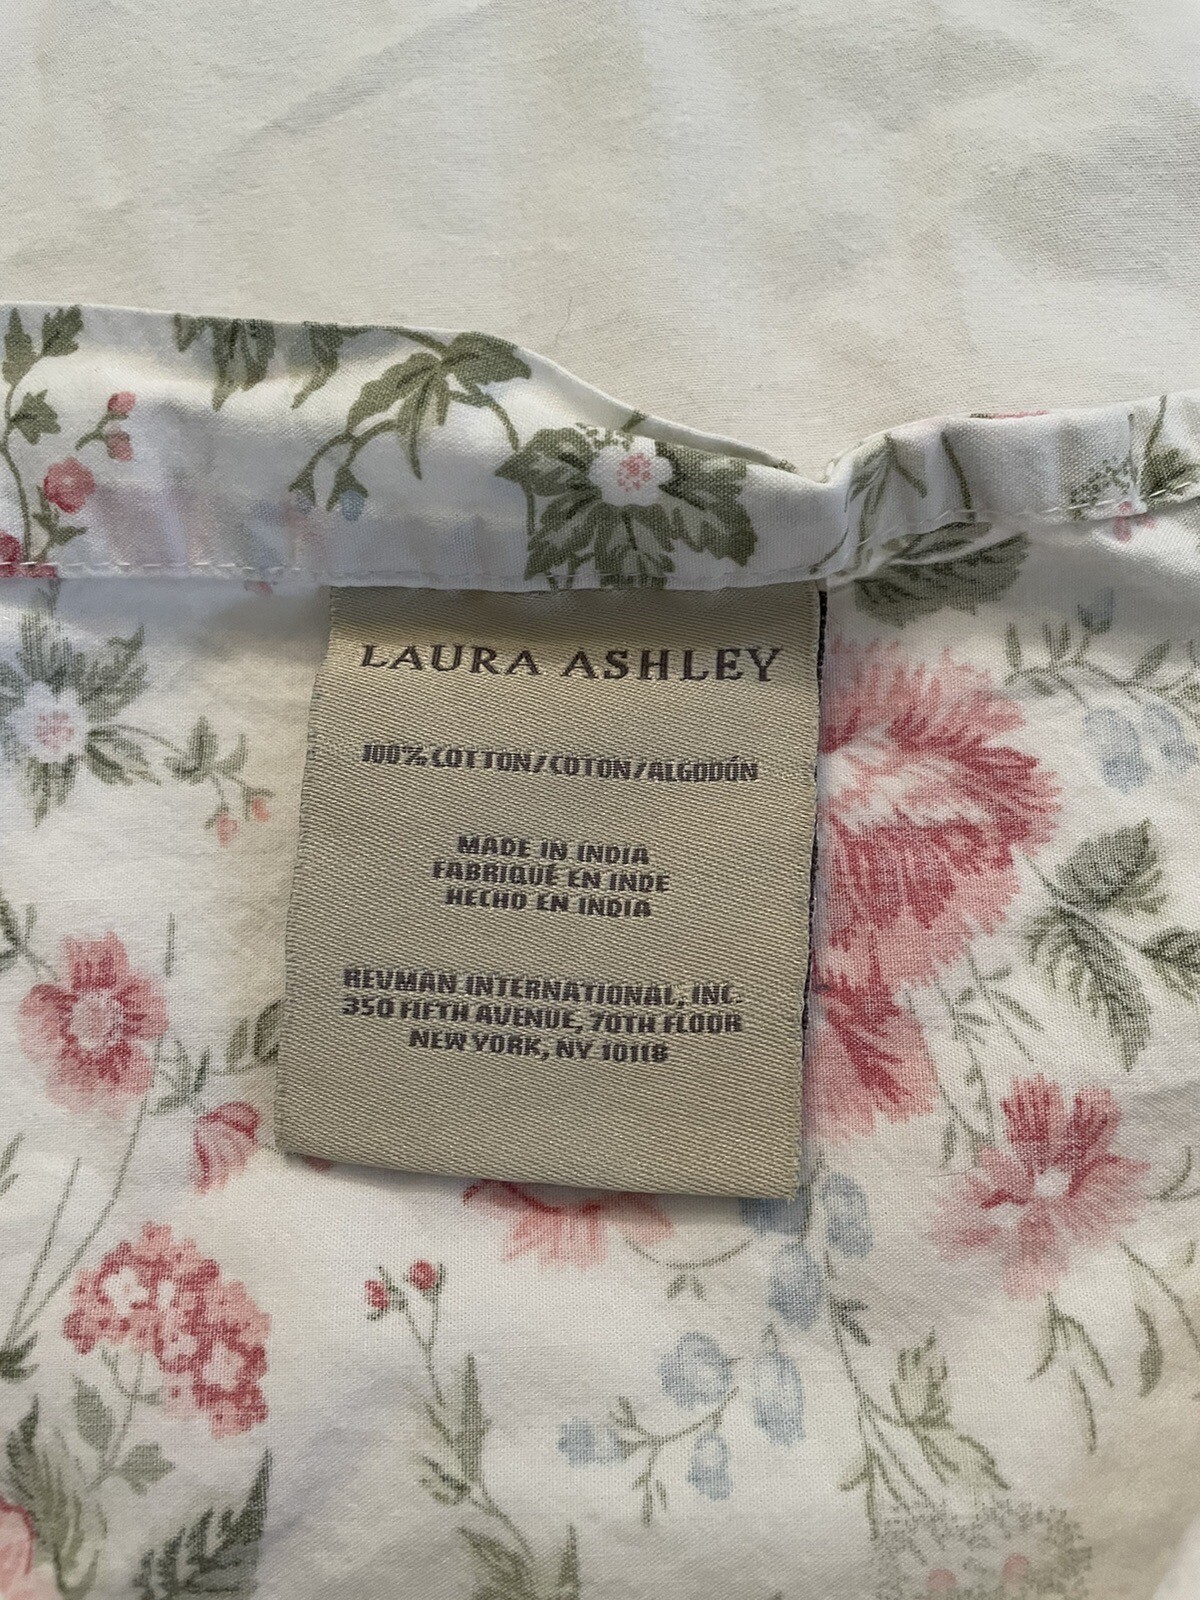 LAURA ASHLEY
100% COTTON/COTON/ALGODÓN
MADE IN INDIA
FABRIQUÉ EN INDE
HECHO EN INDIA
REVMAN INTERNATIONAL, INC.
350 FIFTH AVENUE, 70TH FLOOR
NEW YORK, NY 10118